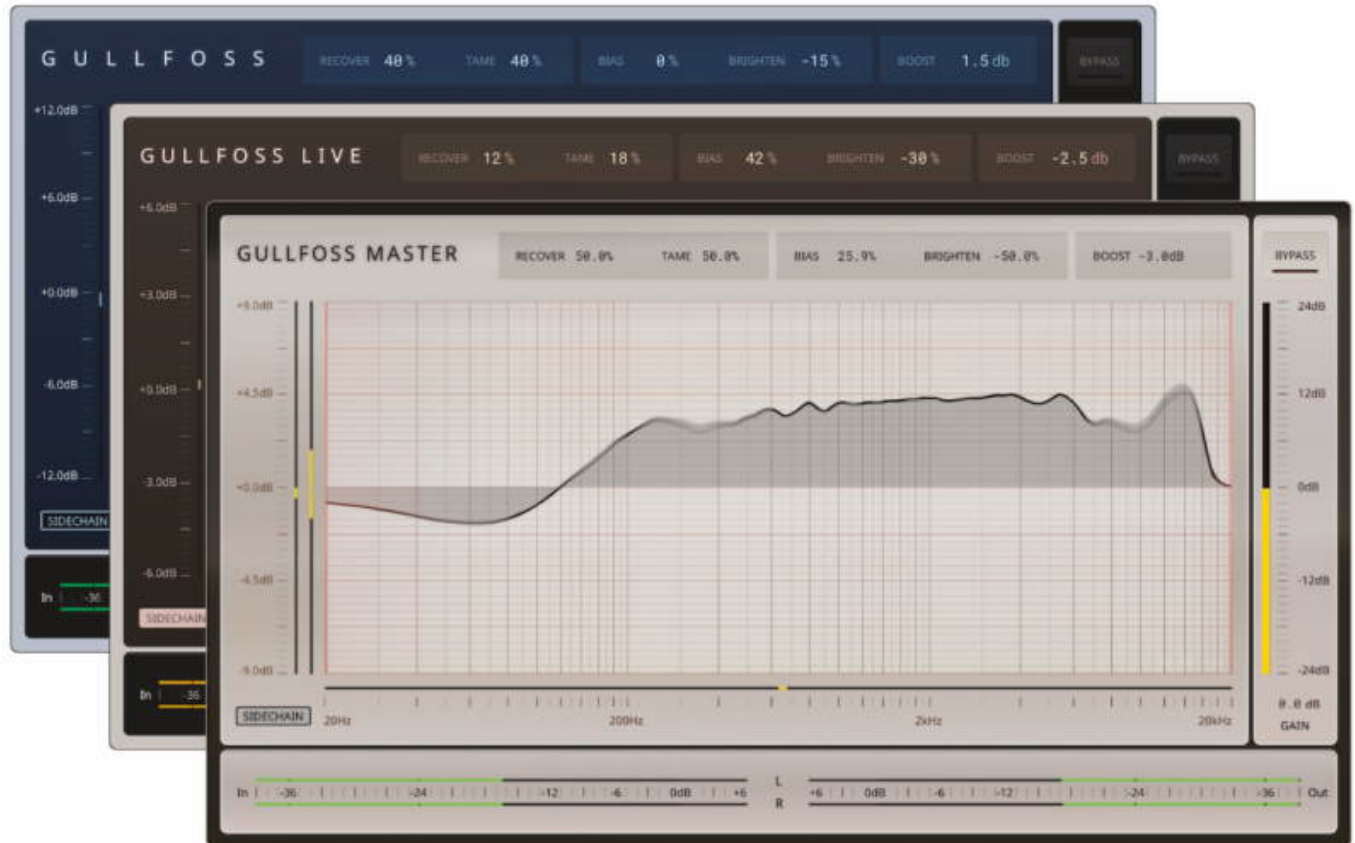 GULLFOSS RECOVER 40% TAME 40% BIAS 0% BRIGHTEN -15% BOOST 1.5 db BYPASS
+12.0dB
+6.0dB
+0.0dB
-6.0dB
-12.0dB
SIDECHAIN
In -36
GULLFOSS LIVE RECOVER 12% TAME 18% BIAS 42% BRIGHTEN -30% BOOST -2.5 db BYPASS
+6.0dB
+3.0dB
+0.0dB
-3.0dB
-6.0dB
SIDECHAIN
In -36
GULLFOSS MASTER RECOVER 50.0% TAME 50.0% BIAS 25.9% BRIGHTEN -50.0% BOOST -3.0dB BYPASS
+9.0dB 24dB
+4.5dB 12dB
+0.0dB 0dB
-4.5dB -12dB
-9.0dB -24dB
0.0 dB
SIDECHAIN 20Hz 200Hz 2kHz 20kHz GAIN
L
In -36 -24 -12 -6 0dB +6 +6 0dB -6 -12 -24 -36 Out
R